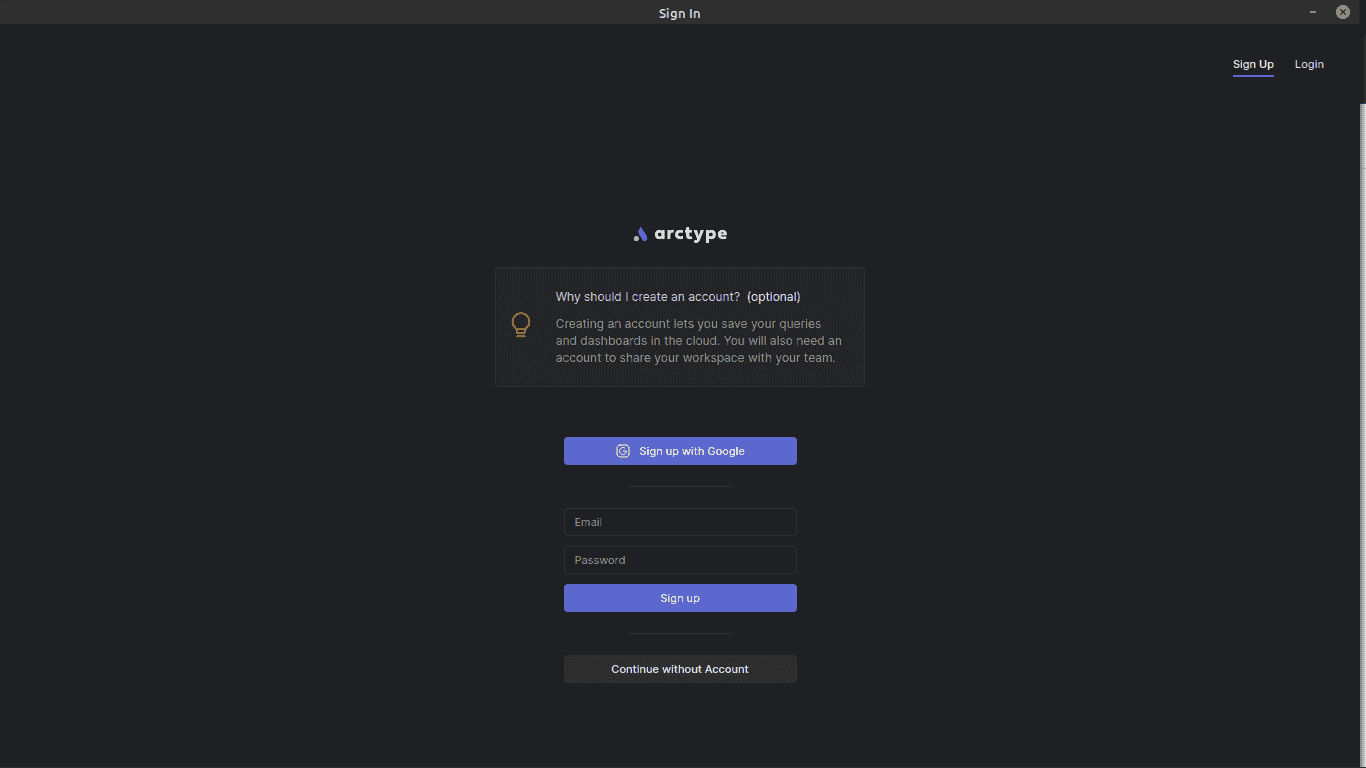 Sign In
Sign Up
Login
arctype
Why should I create an account? (optional)
Creating an account lets you save your queries
and dashboards in the cloud. You will also need an
account to share your workspace with your team.
Sign up with Google
Email
Password
Sign up
Continue without Account